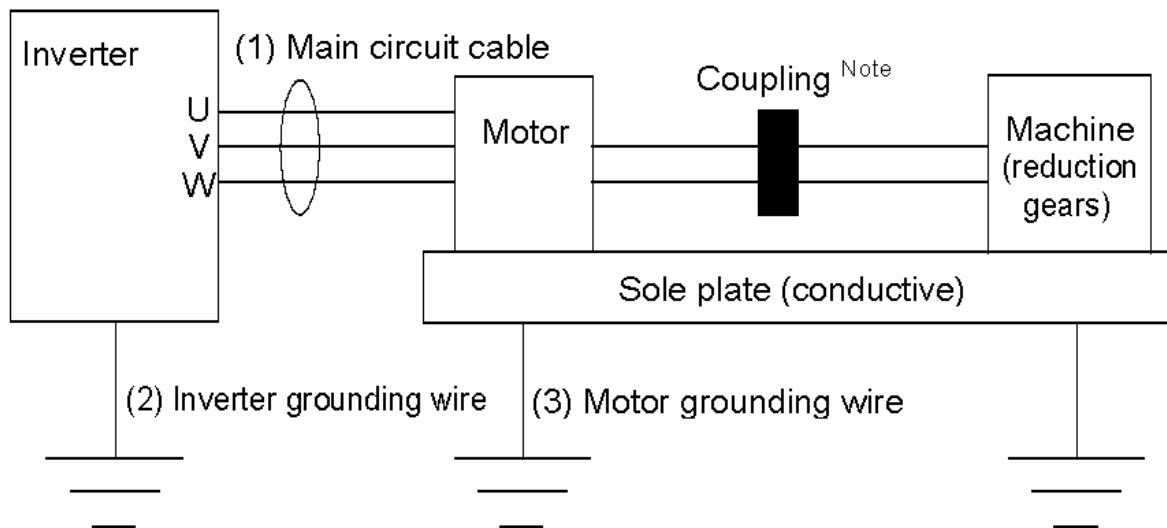 Inverter
(1) Main circuit cable
U
V
W
Motor
Coupling Note
Machine
(reduction
gears)
Sole plate (conductive)
(2) Inverter grounding wire
(3) Motor grounding wire